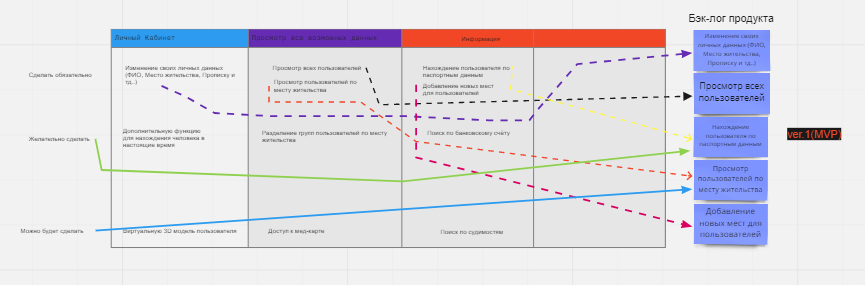 Бэк-лог продукта
Личный Кабинет
Просмотр все возможных данных
Информация
Сделать обязательно
Изменение своих личных данных
(ФИО, Место жительства, Прописку и
тд..)
Просмотр всех пользователей
Просмотр пользователей по
месту жительства
Нахождение пользователя по
паспортным данным
Добавление новых мест
для пользователей
Желательно сделать
Дополнительную функцию
для нахождения человека в
настоящие время
Разделение групп пользователей по месту
жительства
Поиск по банковскому счету
Можно будет сделать
Виртуальную 3D модель пользователя
Доступ к мед-карте
Поиск по судимостям
Изменение своих
личных данных (ФИО,
Место жительства,
Прописку и
тд..)
Просмотр всех
пользователей
Нахождение
пользователя по
паспортным данным
Просмотр
пользователей по
месту жительства
Добавление
новых мест для
пользователей
ver.1(MVP)